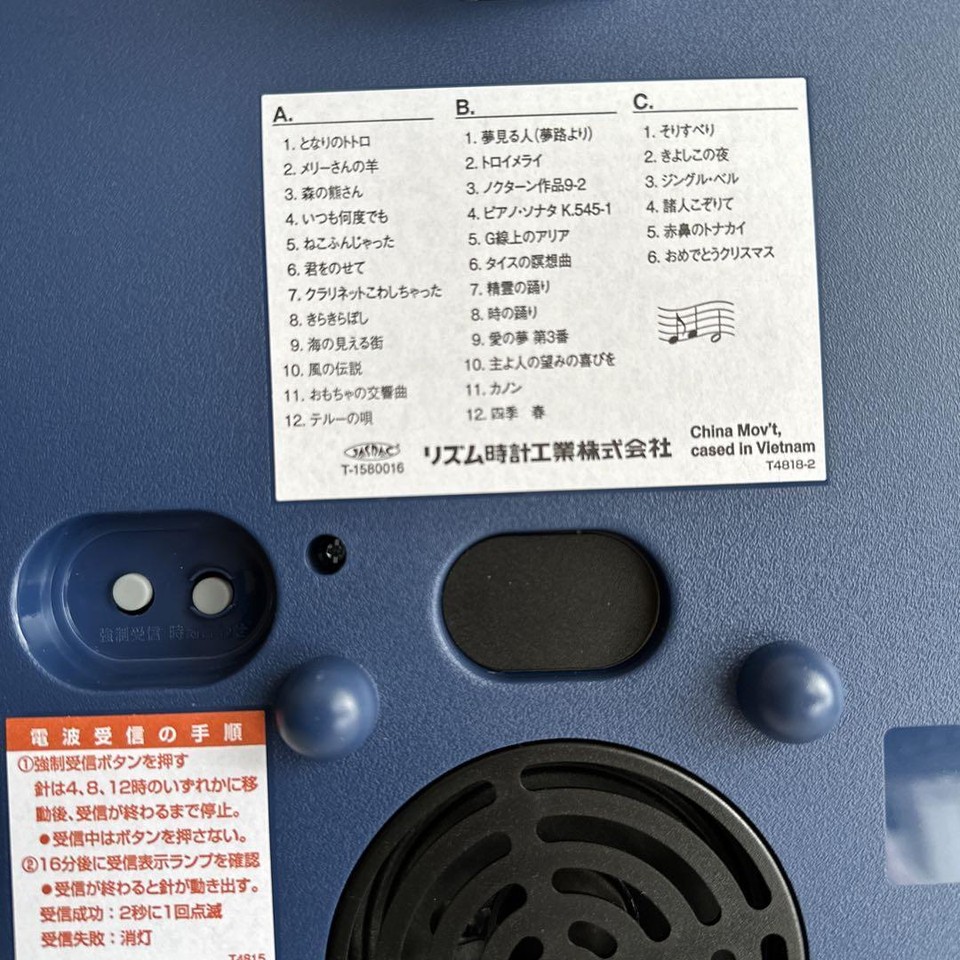 A.
1. となりのトトロ
2. メリーさんの羊
3. 森の熊さん
4. いつも何度でも
5. ねこふんじゃった
6. 君をのせて
7. クラリネットこわしちゃった
8. きらきらぼし
9. 海の見える街
10. 風の伝説
11. おもちゃの交響曲
12. テルーの唄
B.
1. 夢見る人(夢路より)
2. トロイメライ
3. ノクターン作品9-2
4. ピアノ・ソナタ K.545-1
5. G線上のアリア
6. タイスの瞑想曲
7. 精霊の踊り
8. 時の踊り
9. 愛の夢 第3番
10. 主よ人の望みの喜びを
11. カノン
12. 四季 春
C.
1. そりすべり
2. きよしこの夜
3. ジングル・ベル
4. 諸人こぞりて
5. 赤鼻のトナカイ
6. おめでとうクリスマス
JASRAC
T-1580016
リズム時計工業株式会社
China Mov't,
cased in Vietnam
T4818-2
強制受信 時
電波受信の手順
①強制受信ボタンを押す
針は4、8、12時のいずれかに移
動後、受信が終わるまで停止。
●受信中はボタンを押さない。
②16分後に受信表示ランプを確認
●受信が終わると針が動き出す。
受信成功：2秒に1回点滅
受信失敗：消灯
T4815